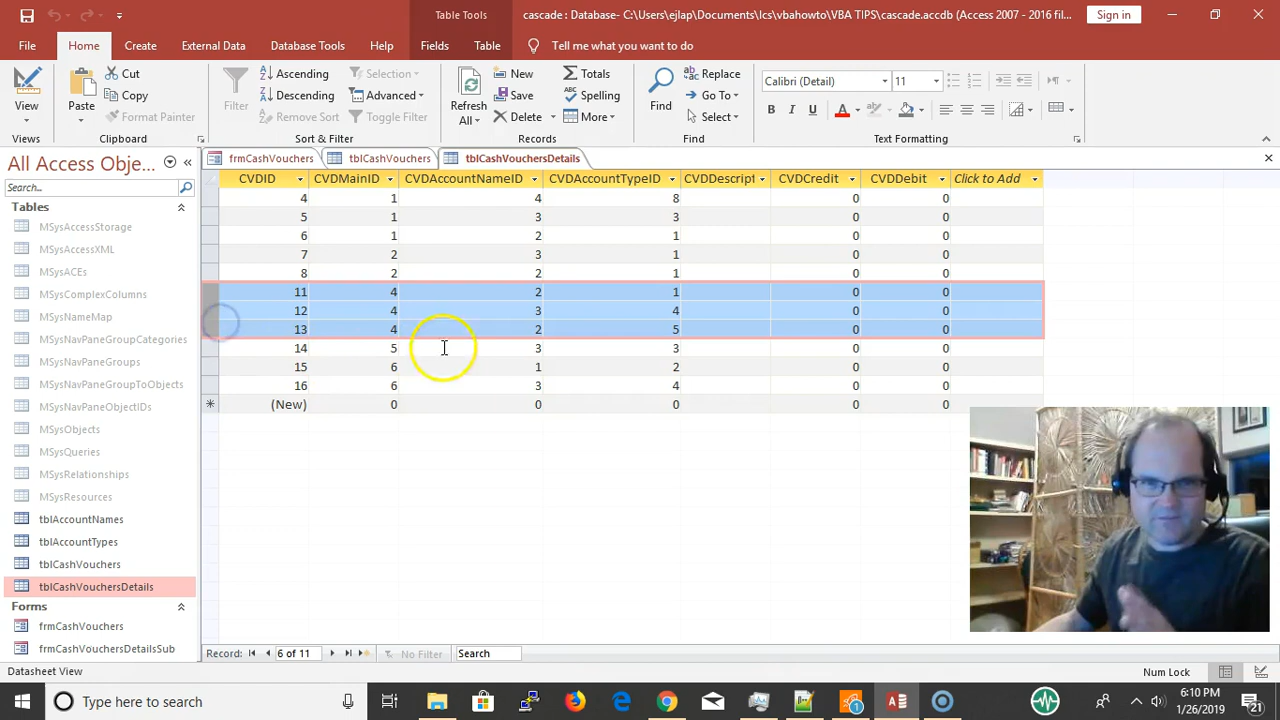 Table Tools
cascade : Database- C:\Users\ejlap\Documents\lcs\vbahowto\VBA TIPS\cascade.accdb (Access 2007 - 2016 fil...
Sign in
File Home Create External Data Database Tools Help Fields Table Tell me what you want to do
View
Views
Paste
Cut
Copy
Format Painter
Clipboard
Filter
Ascending
Descending
Remove Sort
Selection
Advanced
Toggle Filter
Sort & Filter
Refresh
All
New
Save
Delete
Totals
Spelling
More
Records
Find
Replace
Go To
Select
Find
Calibri (Detail) 11
B I U A
Text Formatting
All Access Obje...
Search...
Tables
MSysAccessStorage
MSysAccessXML
MSysACEs
MSysComplexColumns
MSysNameMap
MSysNavPaneGroupCategories
MSysNavPaneGroups
MSysNavPaneGroupToObjects
MSysNavPaneObjectIDs
MSysObjects
MSysQueries
MSysRelationships
MSysResources
tblAccountNames
tblAccountTypes
tblCashVouchers
tblCashVouchersDetails
Forms
frmCashVouchers
frmCashVouchersDetailsSub
frmCashVouchers tblCashVouchers tblCashVouchersDetails
CVDID CVDMainID CVDAccountNameID CVDAccountTypeID CVDDescript CVDCredit CVDDebit Click to Add
4 1 4 8 0 0
5 1 3 3 0 0
6 1 2 1 0 0
7 2 3 1 0 0
8 2 2 1 0 0
11 4 2 1 0 0
12 4 3 4 0 0
13 4 2 5 0 0
14 5 3 3 0 0
15 6 1 2 0 0
16 6 3 4 0 0
(New) 0 0 0 0 0
Record: 6 of 11 No Filter Search
Datasheet View
Num Lock
Type here to search
1
6:10 PM
1/26/2019
21